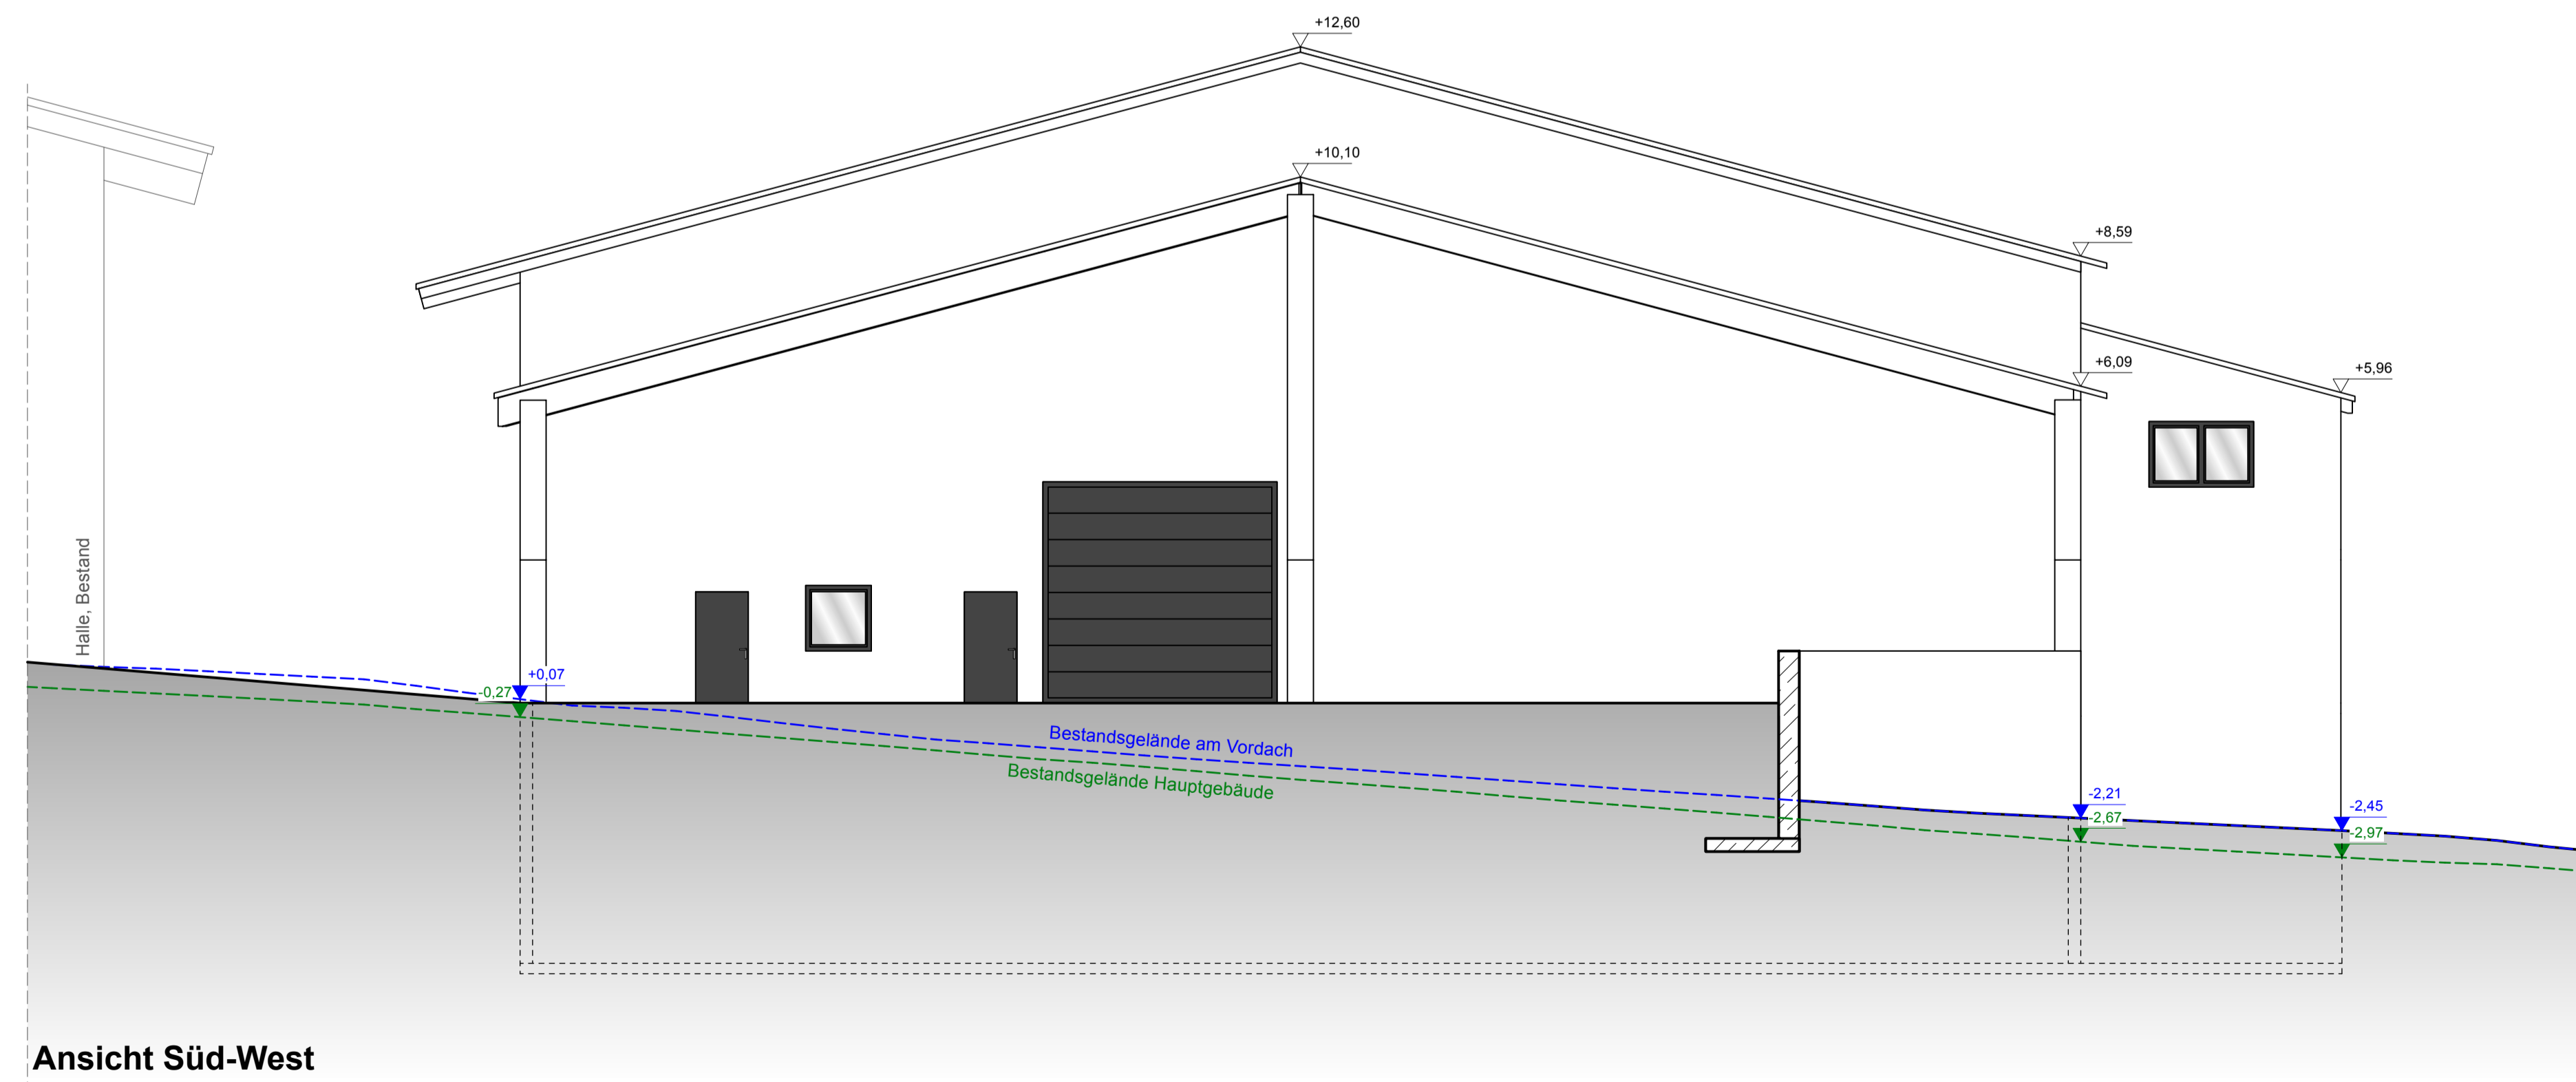 +12,60
+10,10
+8,59
+6,09
+5,96
Halle, Bestand
+0,07
-0,27
Bestandsgelände am Vordach
Bestandsgelände Hauptgebäude
-2,21
-2,67
-2,45
-2,97
Ansicht Süd-West